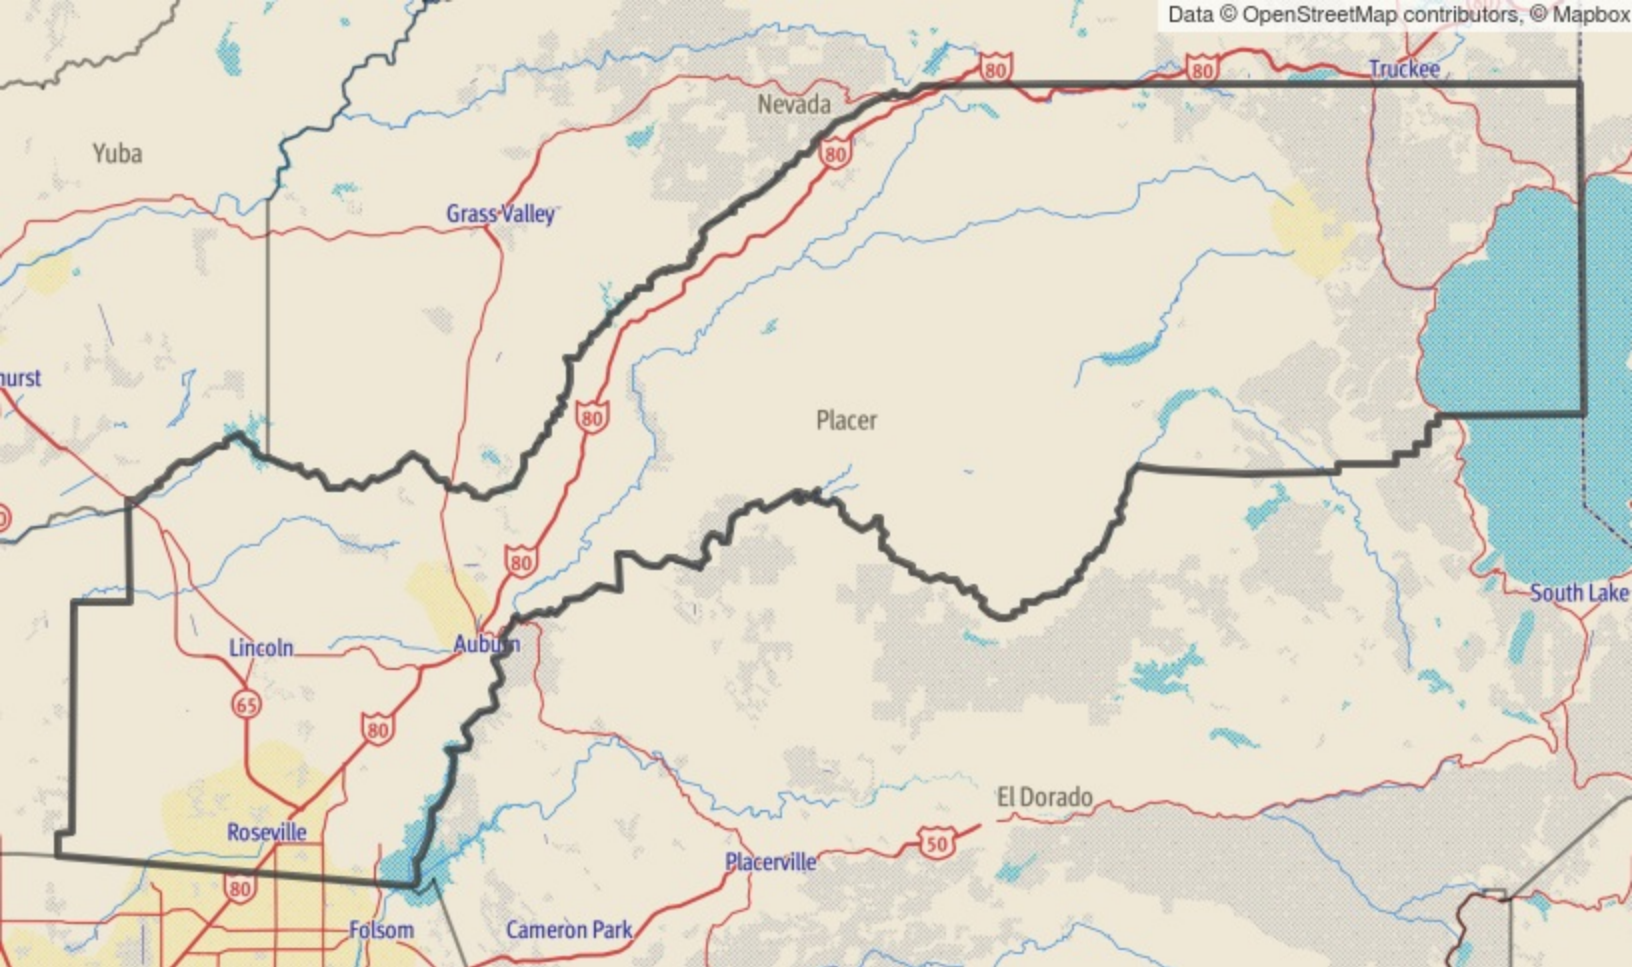 Data © OpenStreetMap contributors, © Mapbox
80
80
Truckee
Nevada
80
Yuba
Grass Valley
hurst
80
Placer
80
South Lake
Lincoln
Auburn
65
80
El Dorado
Roseville
50
Placerville
80
Folsom
Cameron Park